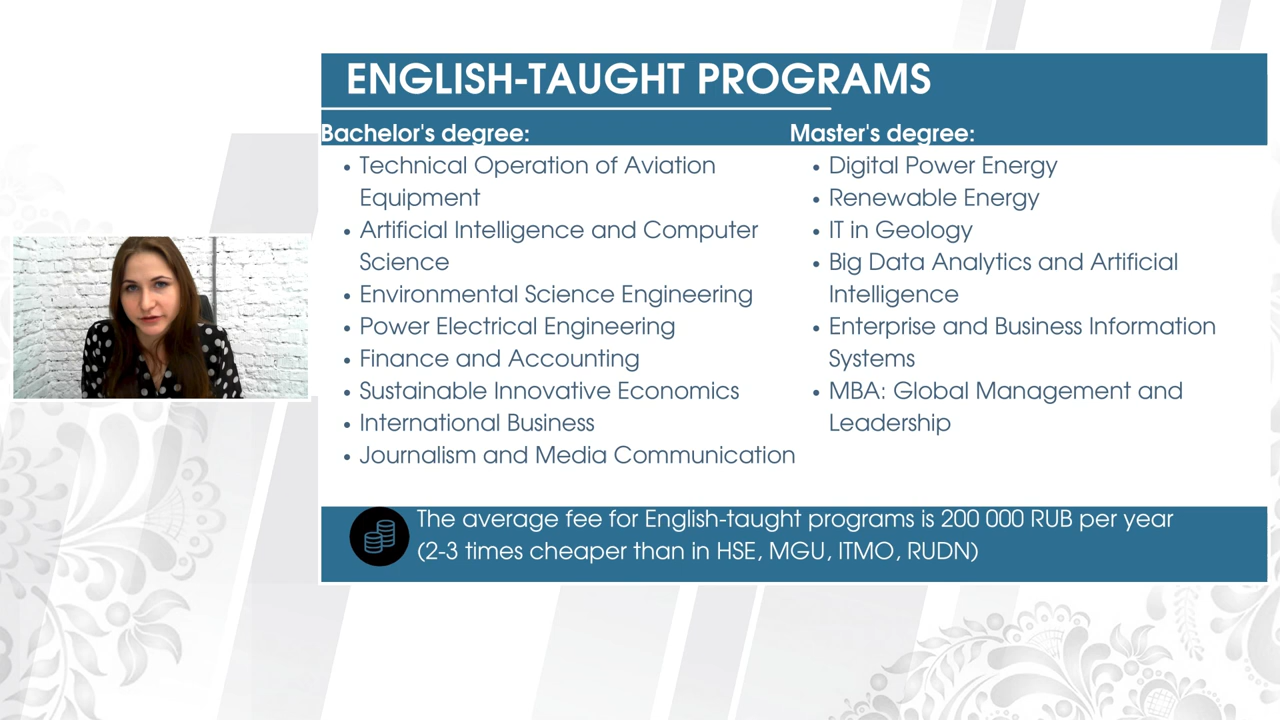 ENGLISH-TAUGHT PROGRAMS
Bachelor's degree:
• Technical Operation of Aviation
Equipment
• Artificial Intelligence and Computer
Science
• Environmental Science Engineering
• Power Electrical Engineering
• Finance and Accounting
• Sustainable Innovative Economics
• International Business
• Journalism and Media Communication
Master's degree:
• Digital Power Energy
• Renewable Energy
• IT in Geology
• Big Data Analytics and Artificial
Intelligence
• Enterprise and Business Information
Systems
• MBA: Global Management and
Leadership
The average fee for English-taught programs is 200 000 RUB per year
(2-3 times cheaper than in HSE, MGU, ITMO, RUDN)